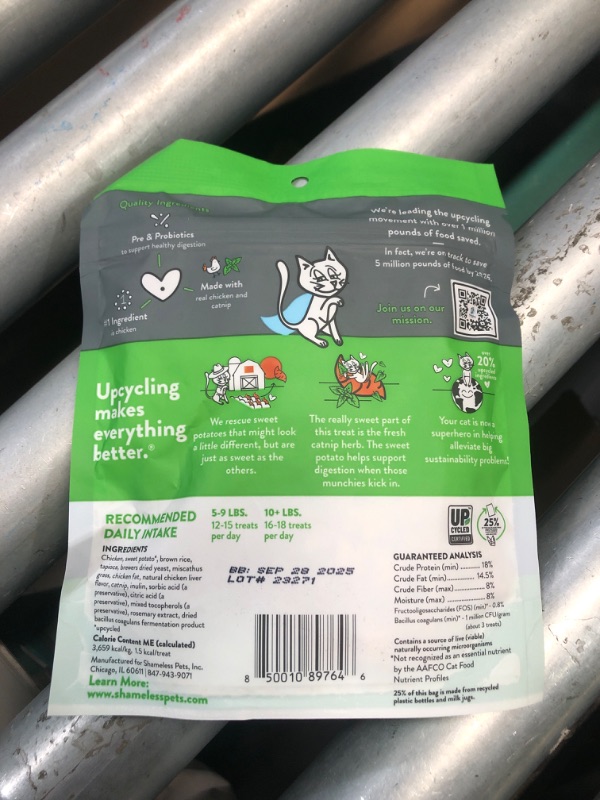 Quality Ingredients
Pre & Probiotics
to support healthy digestion
Made with
real chicken and
catnip
#1 Ingredient
is chicken
We're leading the upcycling
movement with over 1 million
pounds of food saved.
In fact, we're on track to save
5 million pounds of food by 2025.
Join us on our
mission.
Upcycling
makes
everything
better.®
We rescue sweet
potatoes that might look
a little different, but are
just as sweet as the
others.
The really sweet part of
this treat is the fresh
catnip herb. The sweet
potato helps support
digestion when those
munchies kick in.
over
20%
upcycled
ingredients
Your cat is now a
superhero in helping
alleviate big
sustainability problems!
RECOMMENDED
DAILY INTAKE
5-9 LBS.
12-15 treats
per day
10+ LBS.
16-18 treats
per day
UP
CYCLED
CERTIFIED
25%
INGREDIENTS
Chicken, sweet potato*, brown rice,
tapioca, brewers dried yeast, miscathus
grass, chicken fat, natural chicken liver
flavor, catnip, inulin, sorbic acid (a
preservative), citric acid (a
preservative), mixed tocopherols (a
preservative), rosemary extract, dried
bacillus coagulans fermentation product
*upcycled
Calorie Content ME (calculated)
3,659 kcal/kg, 1.5 kcal/treat
Manufactured for Shameless Pets, Inc.
Chicago, IL 60611 | 847-943-9071
Learn More:
www.shamelesspets.com
BB: SEP 28 2025
LOT# 23271
8 50010 89764 6
GUARANTEED ANALYSIS
Crude Protein (min) .......... 18%
Crude Fat (min) .......... 14.5%
Crude Fiber (max) .......... 8%
Moisture (max) .......... 8%
Fructooligosaccharides (FOS) (min)* - 0.8%
Bacillus coagulans (min)* - 1 million CFU/gram
(about 3 treats)
Contains a source of live (viable)
naturally occurring microorganisms
*Not recognized as an essential nutrient
by the AAFCO Cat Food
Nutrient Profiles
25% of this bag is made from recycled
plastic bottles and milk jugs.